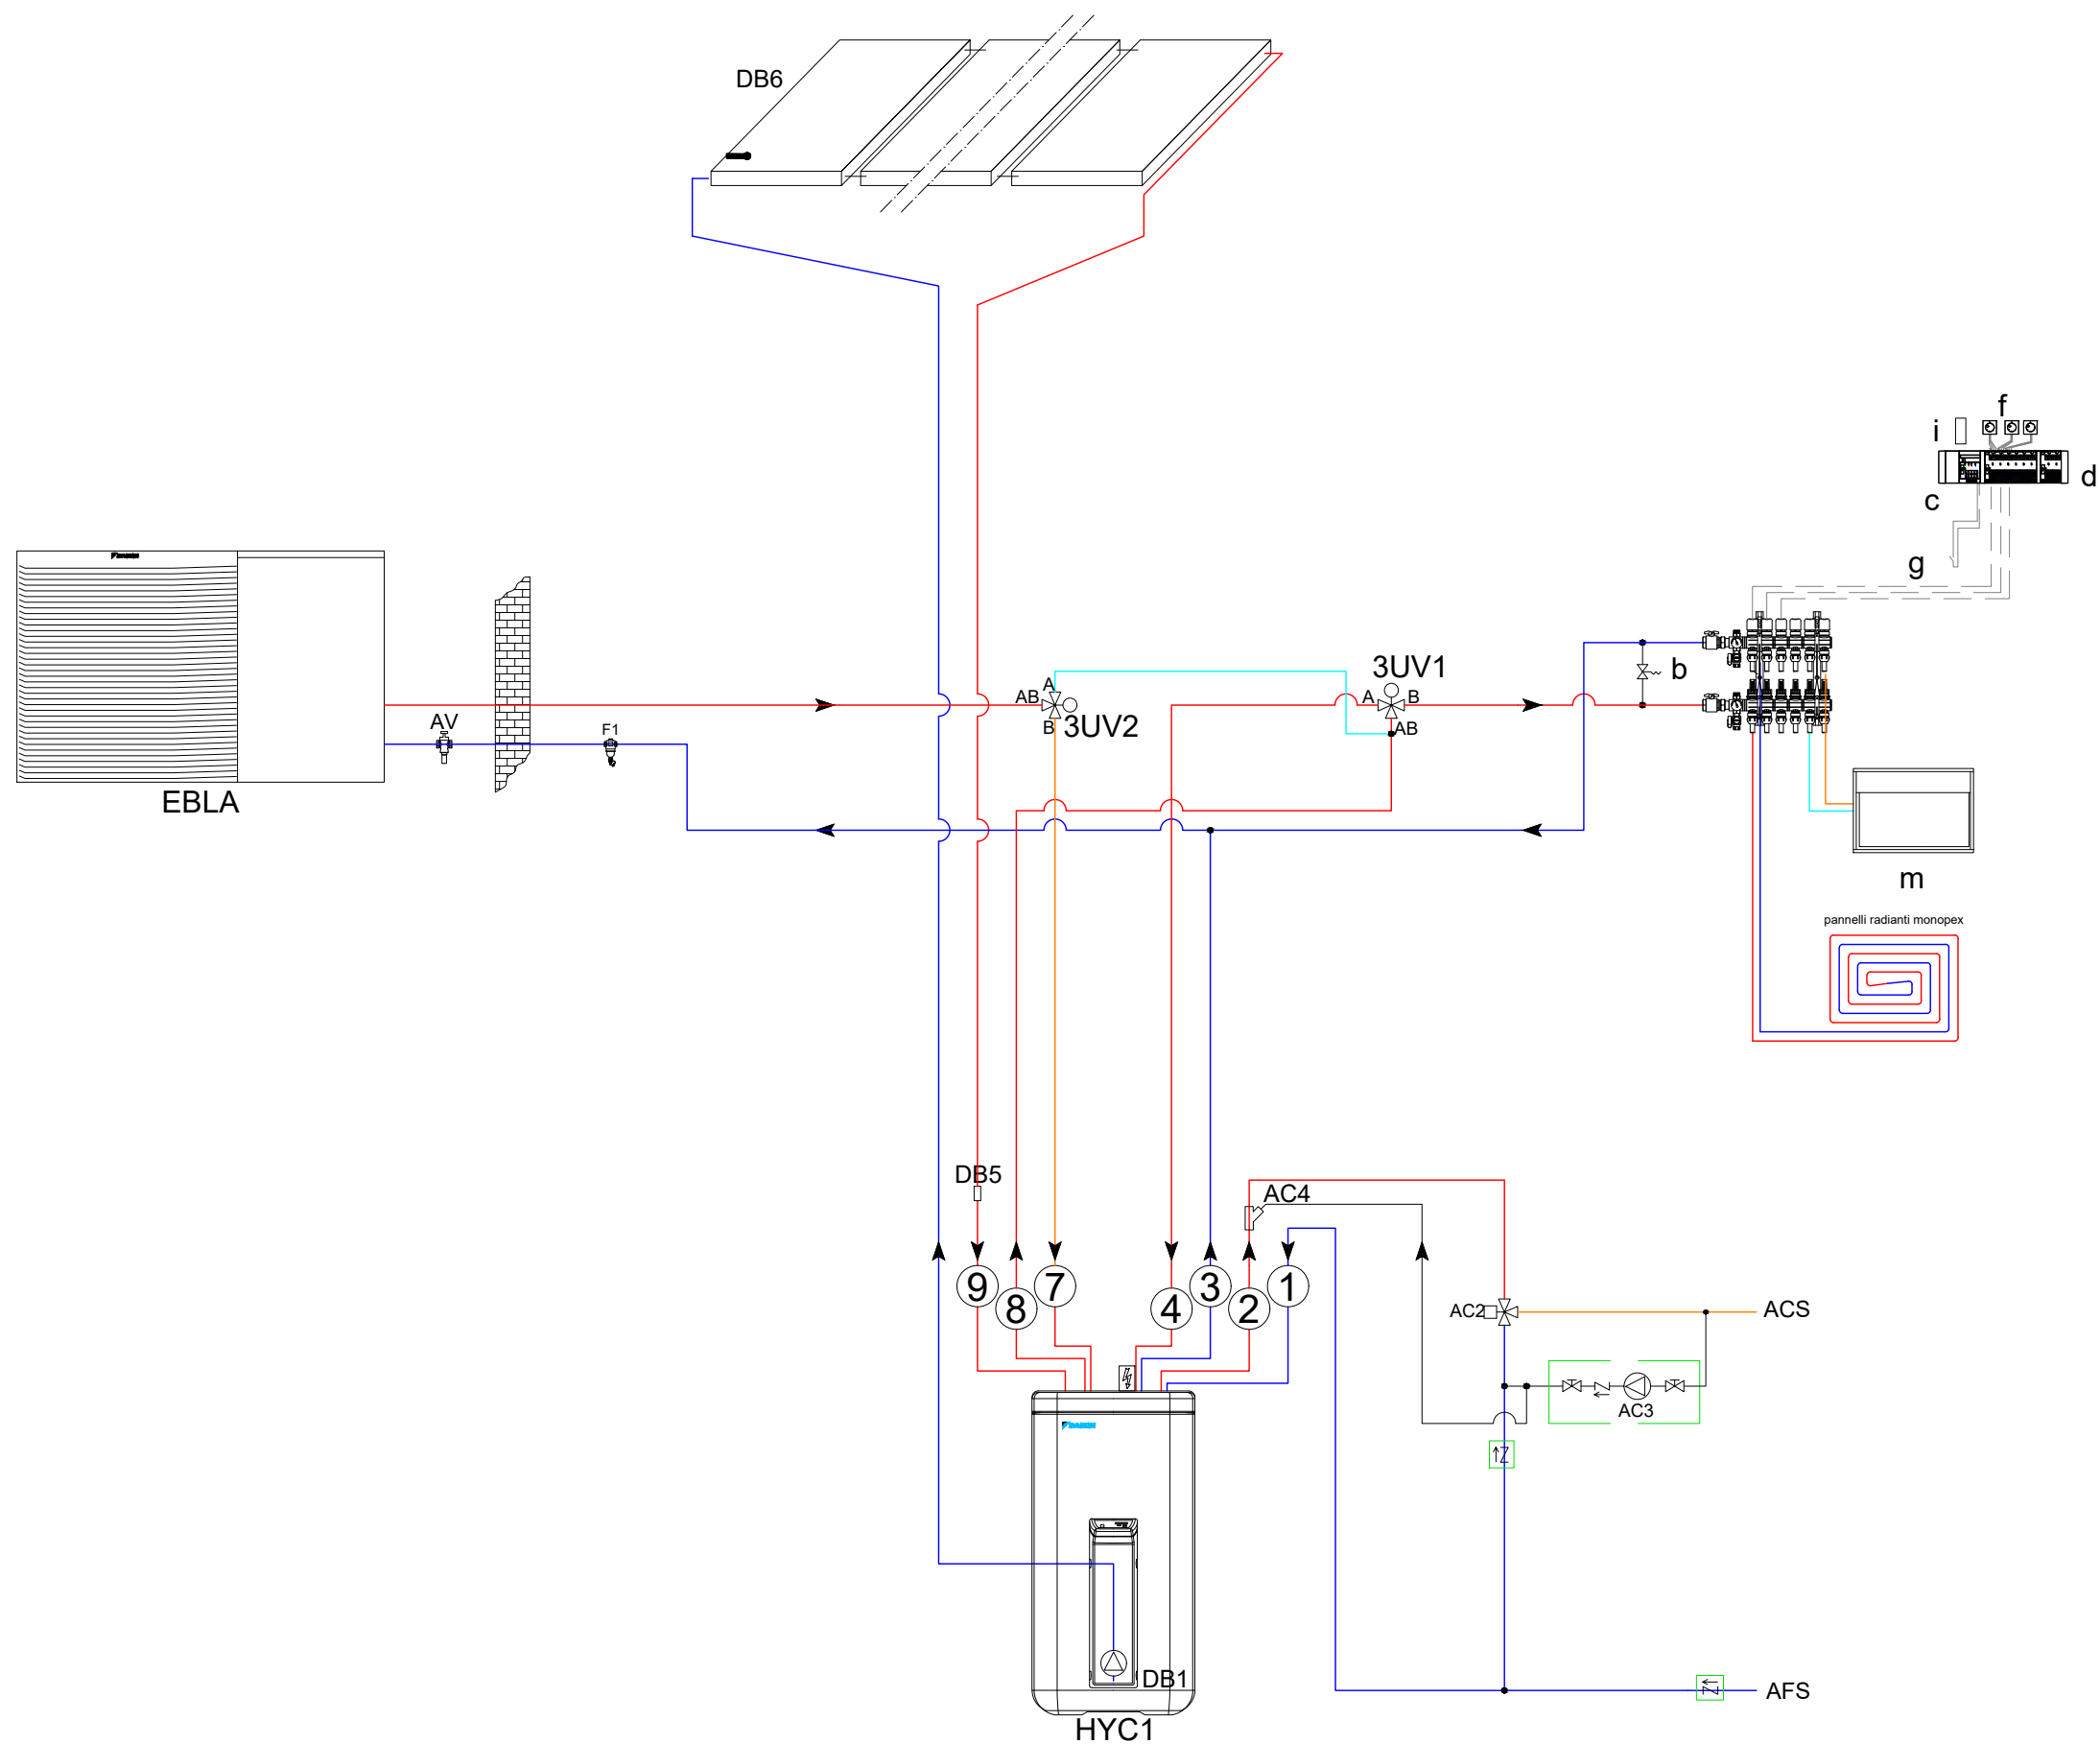 DB6
f
i
d
c
g
3UV1
b
A
AB
A
B
AV
F1
B
3UV2
AB
EBLA
m
pannelli radianti monopex
DB5
AC4
9
8
7
4
3
2
1
AC2
ACS
AC3
DB1
AFS
HYC1